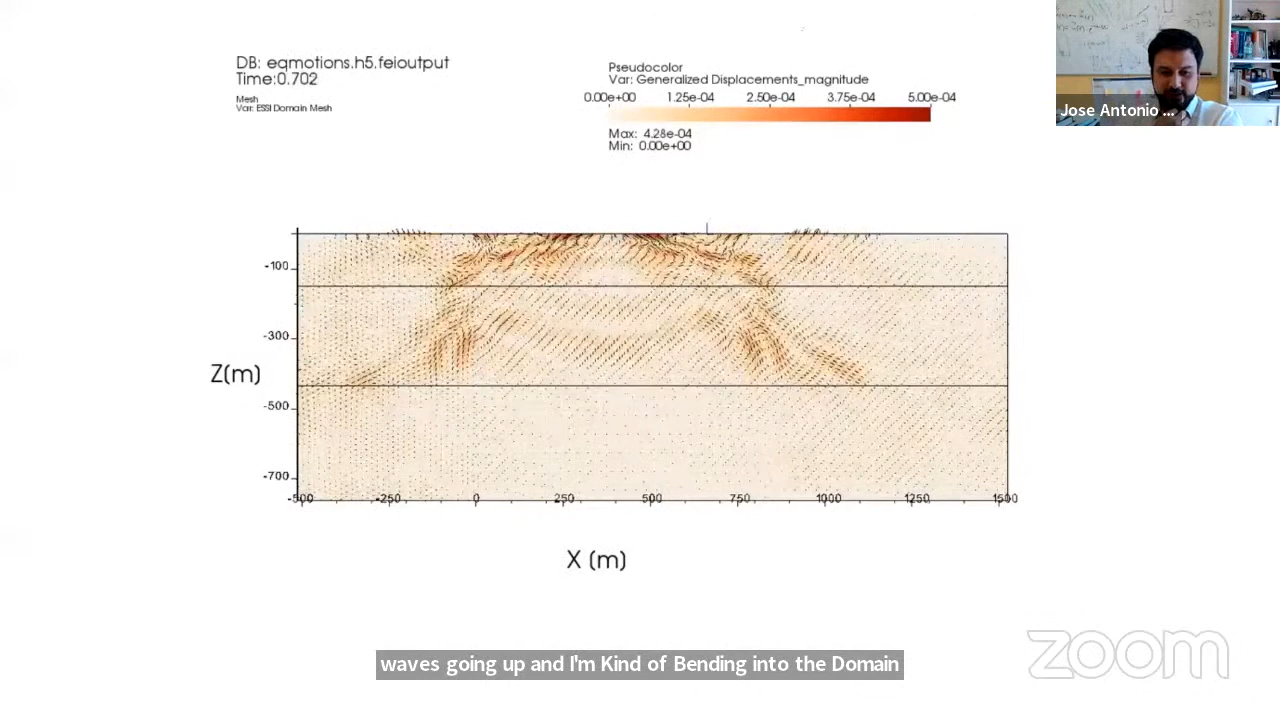 DB: eqmotions.h5.feioutput
Time:0.702
Mesh
Var: ESSI Domain Mesh
Pseudocolor
Var: Generalized Displacements_magnitude
0.00e+00 1.25e-04 2.50e-04 3.75e-04 5.00e-04
Max: 4.28e-04
Min: 0.00e+00
Jose Antonio ...
-100
-300
Z(m)
-500
-700
-500 -250 0 250 500 750 1000 1250 1500
X (m)
waves going up and I'm Kind of Bending into the Domain
zoom